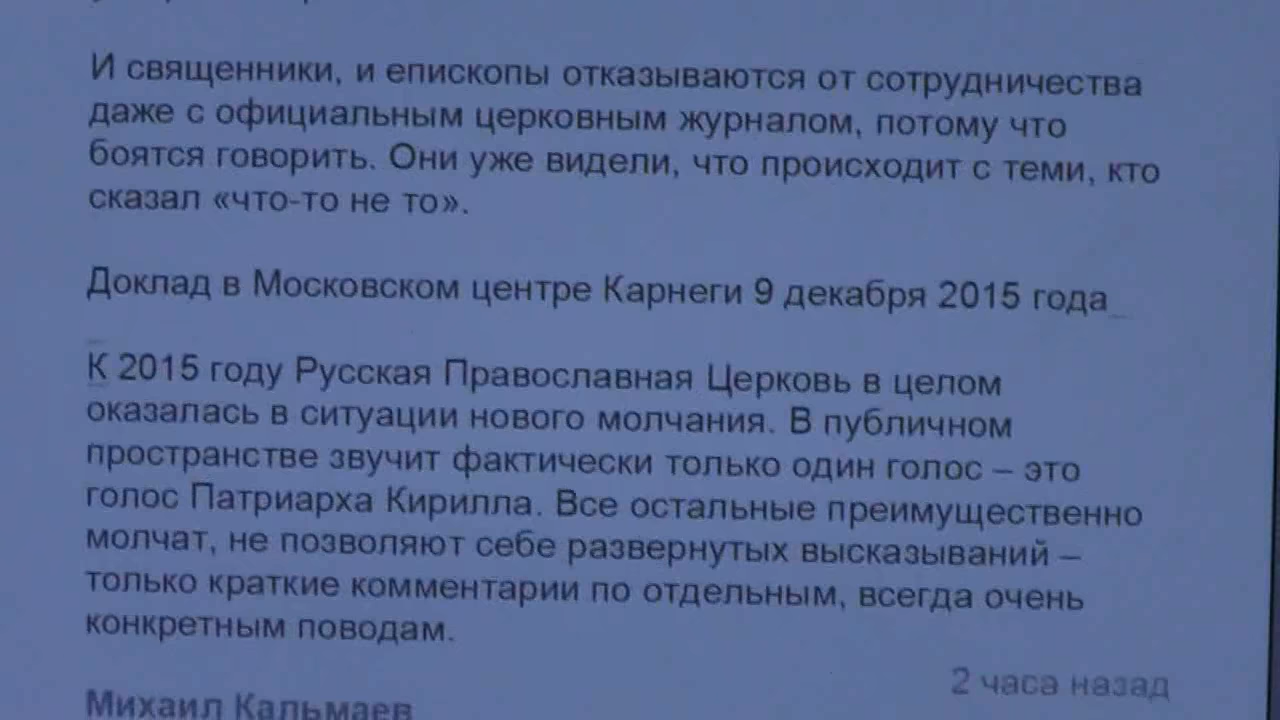 И священники, и епископы отказываются от сотрудничества
даже с официальным церковным журналом, потому что
боятся говорить. Они уже видели, что происходит с теми, кто
сказал «что-то не то».
Доклад в Московском центре Карнеги 9 декабря 2015 года
К 2015 году Русская Православная Церковь в целом
оказалась в ситуации нового молчания. В публичном
пространстве звучит фактически только один голос – это
голос Патриарха Кирилла. Все остальные преимущественно
молчат, не позволяют себе развернутых высказываний –
только краткие комментарии по отдельным, всегда очень
конкретным поводам.
2 часа назад
Михаил Кальмаев